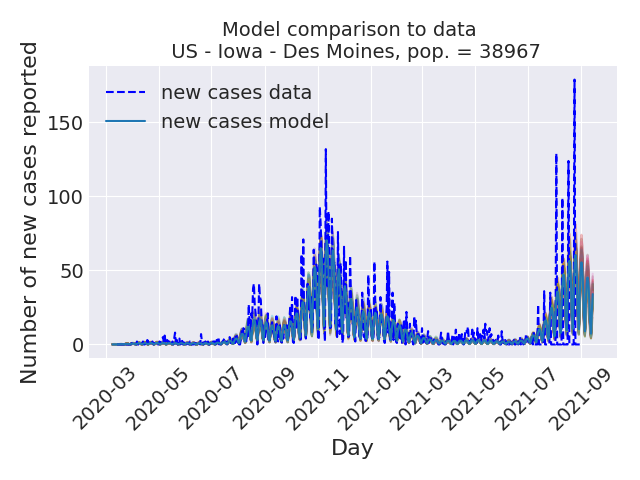 Model comparison to data
US - Iowa - Des Moines, pop. = 38967
new cases data
new cases model
Number of new cases reported
150
100
50
0
2020-03
2020-05
2020-07
2020-09
2020-11
2021-01
2021-03
2021-05
2021-07
2021-09
Day